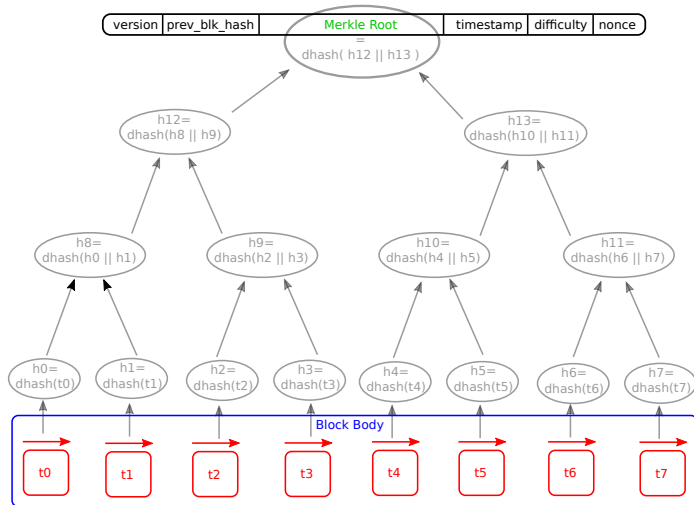 version prev_blk_hash Merkle Root timestamp difficulty nonce
=
dhash( h12 || h13 )
h12=
dhash(h8 || h9)
h13=
dhash(h10 || h11)
h8=
dhash(h0 || h1)
h9=
dhash(h2 || h3)
h10=
dhash(h4 || h5)
h11=
dhash(h6 || h7)
h0=
dhash(t0)
h1=
dhash(t1)
h2=
dhash(t2)
h3=
dhash(t3)
h4=
dhash(t4)
h5=
dhash(t5)
h6=
dhash(t6)
h7=
dhash(t7)
Block Body
t0 t1 t2 t3 t4 t5 t6 t7